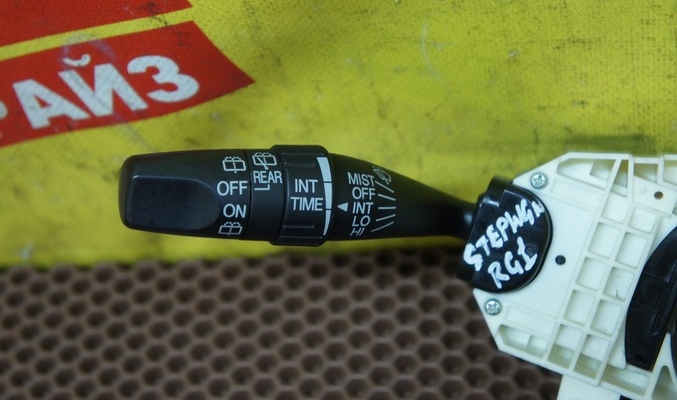 АЙЗ
OFF
ON
REAR
INT
TIME
MIST
OFF
INT
LO
HI
STEPWGN
RG1